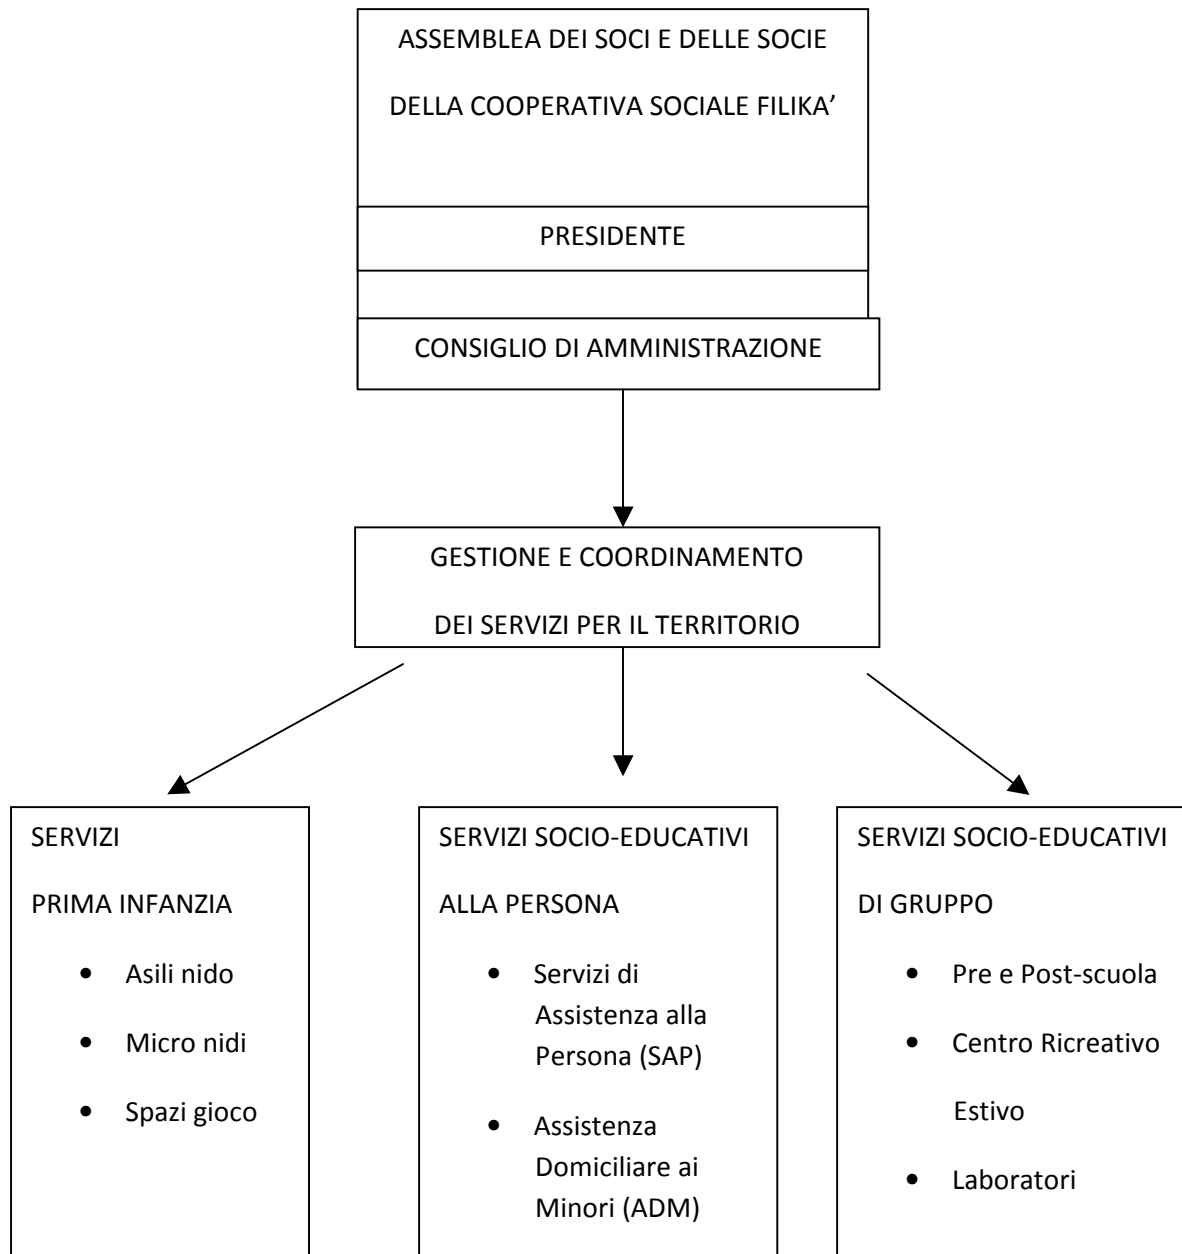 ASSEMBLEA DEI SOCI E DELLE SOCIE
DELLA COOPERATIVA SOCIALE FILIKA’
PRESIDENTE
CONSIGLIO DI AMMINISTRAZIONE
GESTIONE E COORDINAMENTO
DEI SERVIZI PER IL TERRITORIO
SERVIZI
PRIMA INFANZIA
• Asili nido
• Micro nidi
• Spazi gioco
SERVIZI SOCIO-EDUCATIVI
ALLA PERSONA
• Servizi di
Assistenza alla
Persona (SAP)
• Assistenza
Domiciliare ai
Minori (ADM)
SERVIZI SOCIO-EDUCATIVI
DI GRUPPO
• Pre e Post-scuola
• Centro Ricreativo
Estivo
• Laboratori